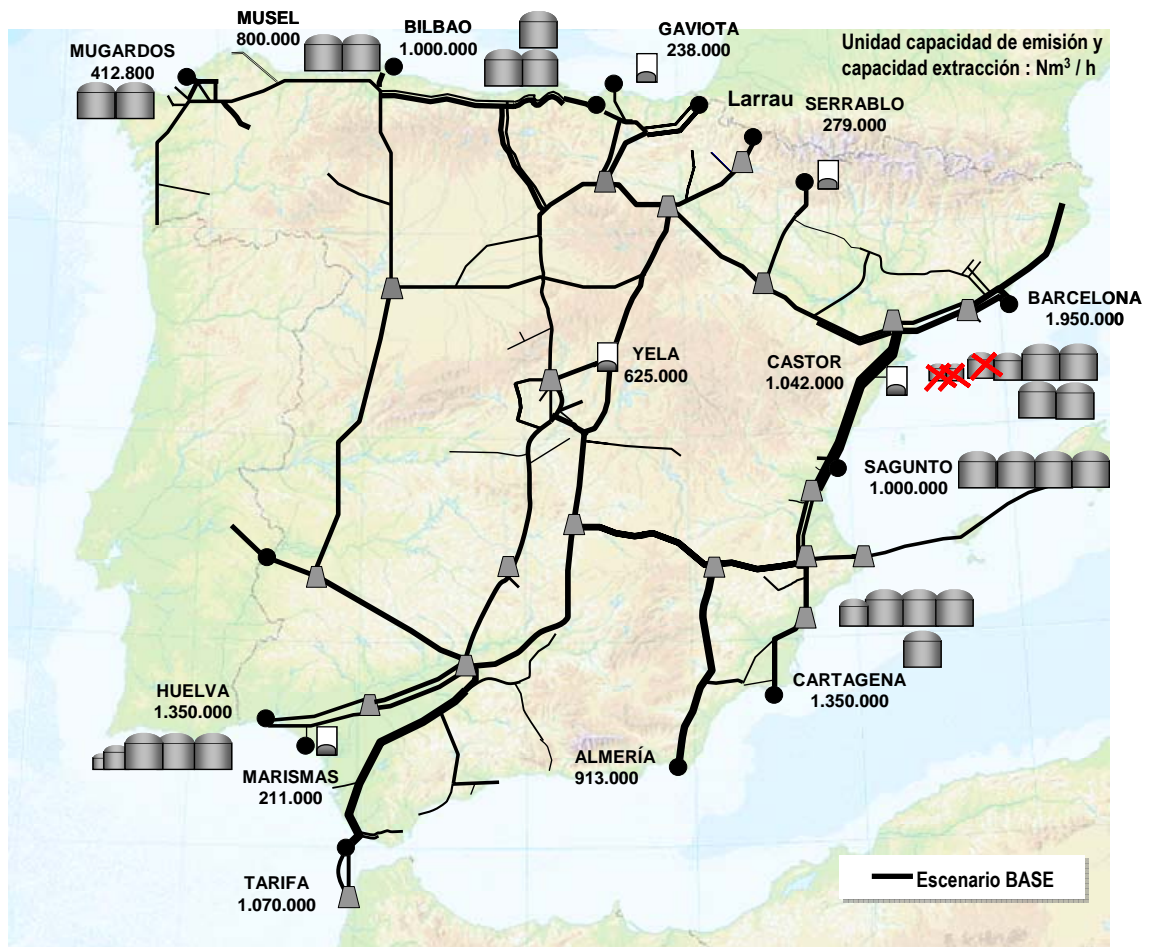 MUSEL
800.000
BILBAO
1.000.000
GAVIOTA
238.000
Unidad capacidad de emisión y
capacidad extracción : Nm³ / h
MUGARDOS
412.800
Larrau
SERRABLO
279.000
BARCELONA
1.950.000
YELA
625.000
CASTOR
1.042.000
SAGUNTO
1.000.000
HUELVA
1.350.000
CARTAGENA
1.350.000
ALMERÍA
913.000
MARISMAS
211.000
TARIFA
1.070.000
Escenario BASE